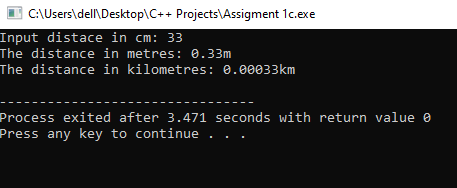 C:\Users\dell\Desktop\C++ Projects\Assigment 1c.exe
Input distace in cm: 33
The distance in metres: 0.33m
The distance in kilometres: 0.00033km
--------------------------------
Process exited after 3.471 seconds with return value 0
Press any key to continue . . .